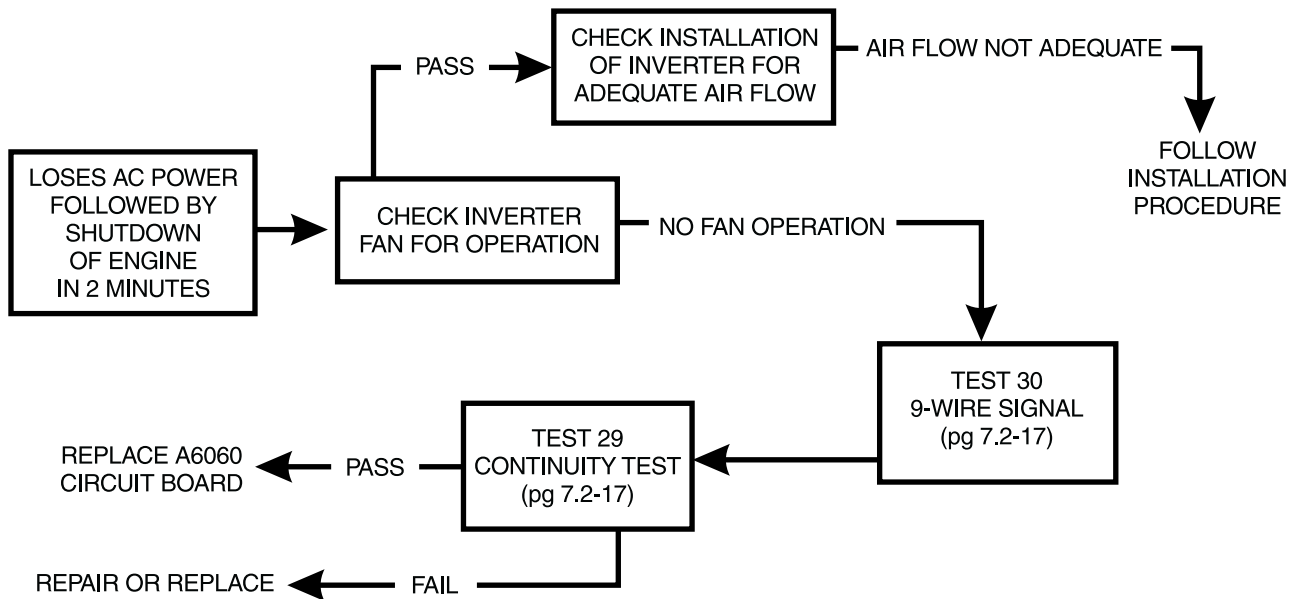 LOSES AC POWER
FOLLOWED BY
SHUTDOWN
OF ENGINE
IN 2 MINUTES
CHECK INVERTER
FAN FOR OPERATION
PASS
CHECK INSTALLATION
OF INVERTER FOR
ADEQUATE AIR FLOW
AIR FLOW NOT ADEQUATE
FOLLOW
INSTALLATION
PROCEDURE
NO FAN OPERATION
TEST 30
9-WIRE SIGNAL
(pg 7.2-17)
TEST 29
CONTINUITY TEST
(pg 7.2-17)
PASS
REPLACE A6060
CIRCUIT BOARD
FAIL
REPAIR OR REPLACE